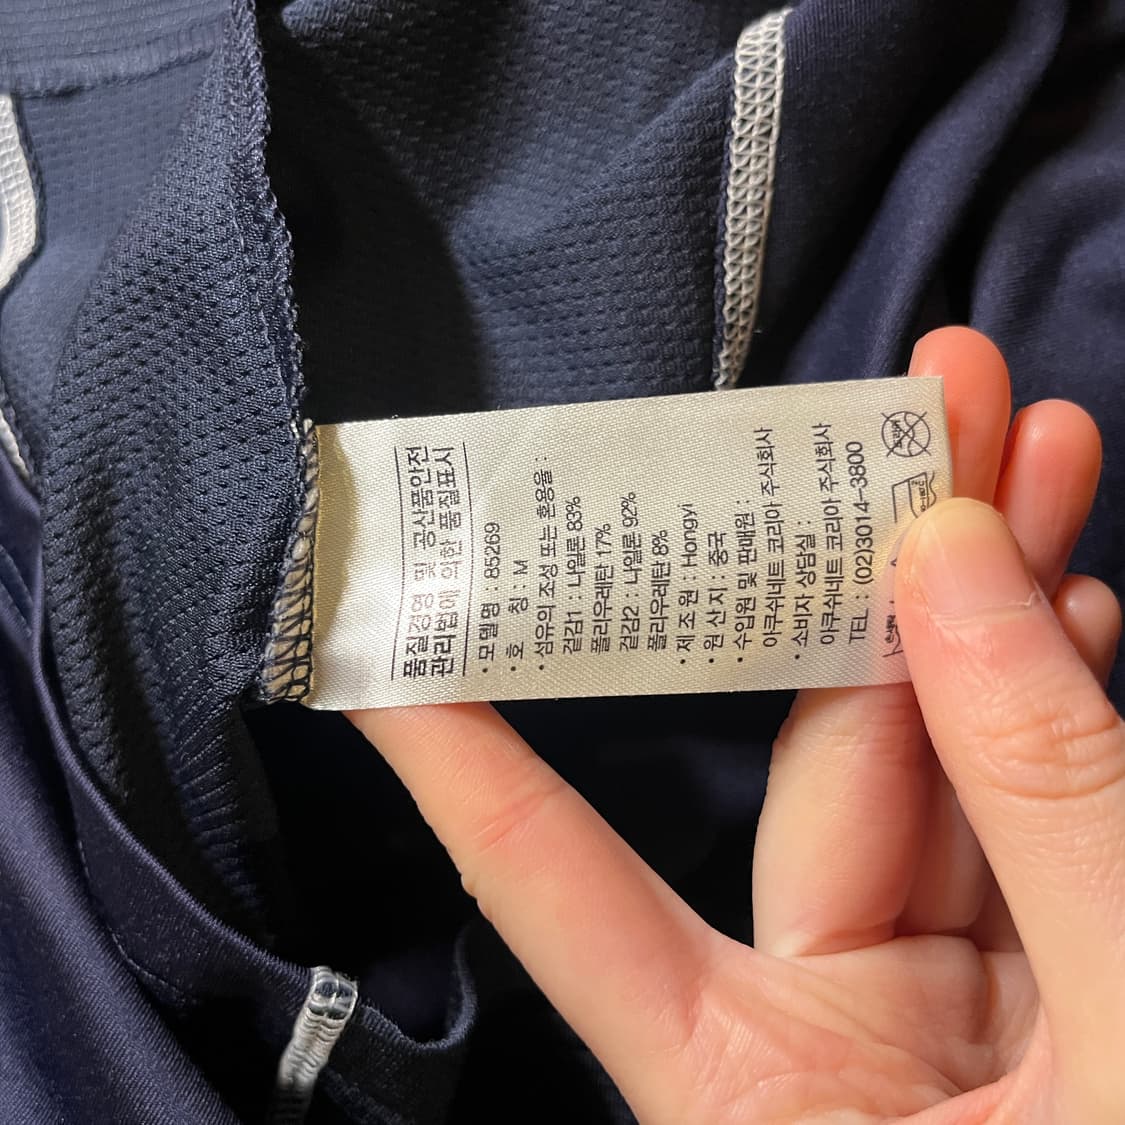 품질경영 및 공산품안전
관리법에 의한 품질표시
• 모델명 : 85269
• 호 칭 : M
• 섬유의 조성 또는 혼용율 :
겉감1 : 나일론 83%
폴리우레탄 17%
겉감2 : 나일론 92%
폴리우레탄 8%
• 제 조 원 : Hongyi
• 원 산 지 : 중국
• 수입원 및 판매원 :
아쿠쉬네트 코리아 주식회사
• 소비자 상담실 :
아쿠쉬네트 코리아 주식회사
TEL : (02)3014-3800